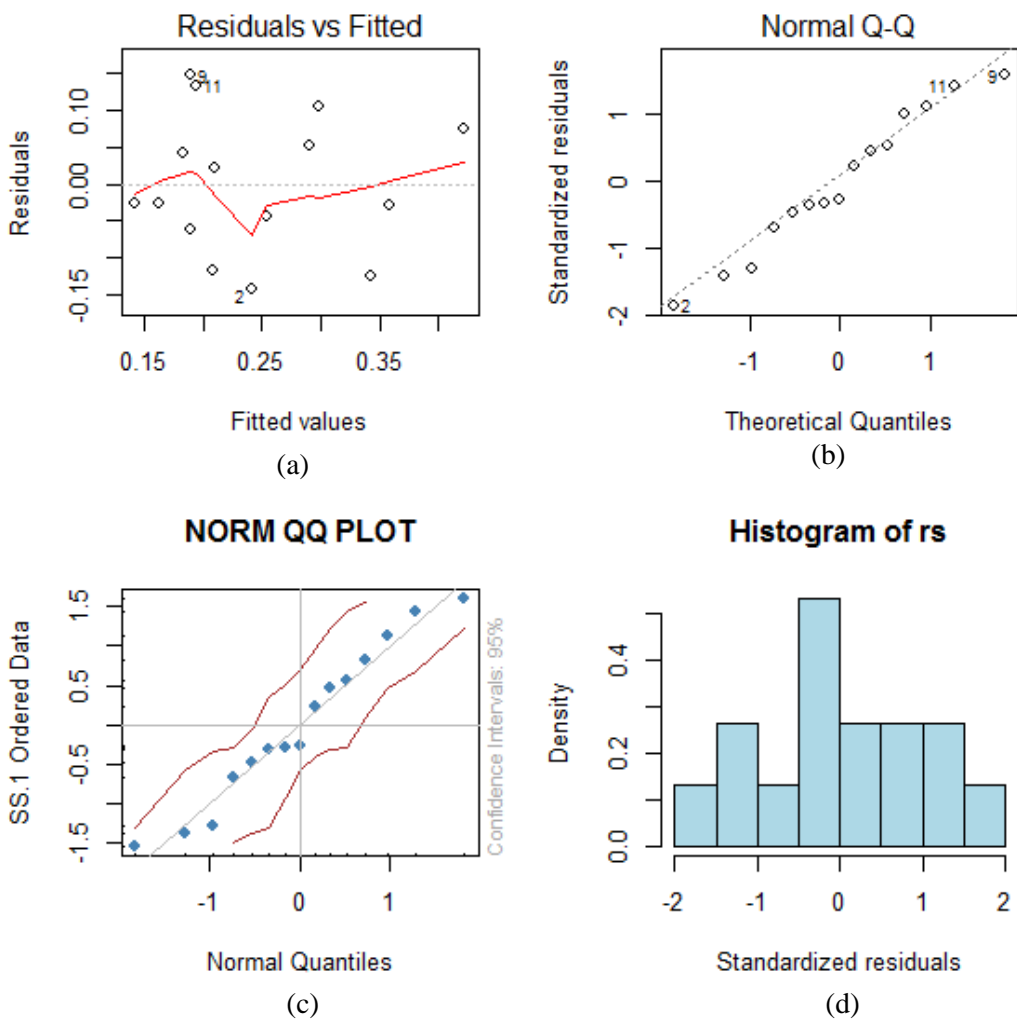 Residuals vs Fitted
Residuals
0.10
0.00
-0.15
9
11
2
0.15
0.25
0.35
Fitted values
(a)
Normal Q-Q
Standardized residuals
1
0
-1
-2
11
9
2
-1
0
1
Theoretical Quantiles
(b)
NORM QQ PLOT
SS.1 Ordered Data
1.5
0.5
-0.5
-1.5
Confidence Intervals: 95%
-1
0
1
Normal Quantiles
(c)
Histogram of rs
Density
0.4
0.2
0.0
-2
-1
0
1
2
Standardized residuals
(d)